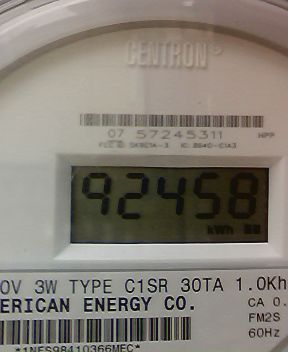 CENTRON®
07 57245311 HPP
92458
kWh
0V 3W TYPE C1SR 30TA 1.0Kh
ERICAN ENERGY CO.
CA 0.
FM2S
60Hz